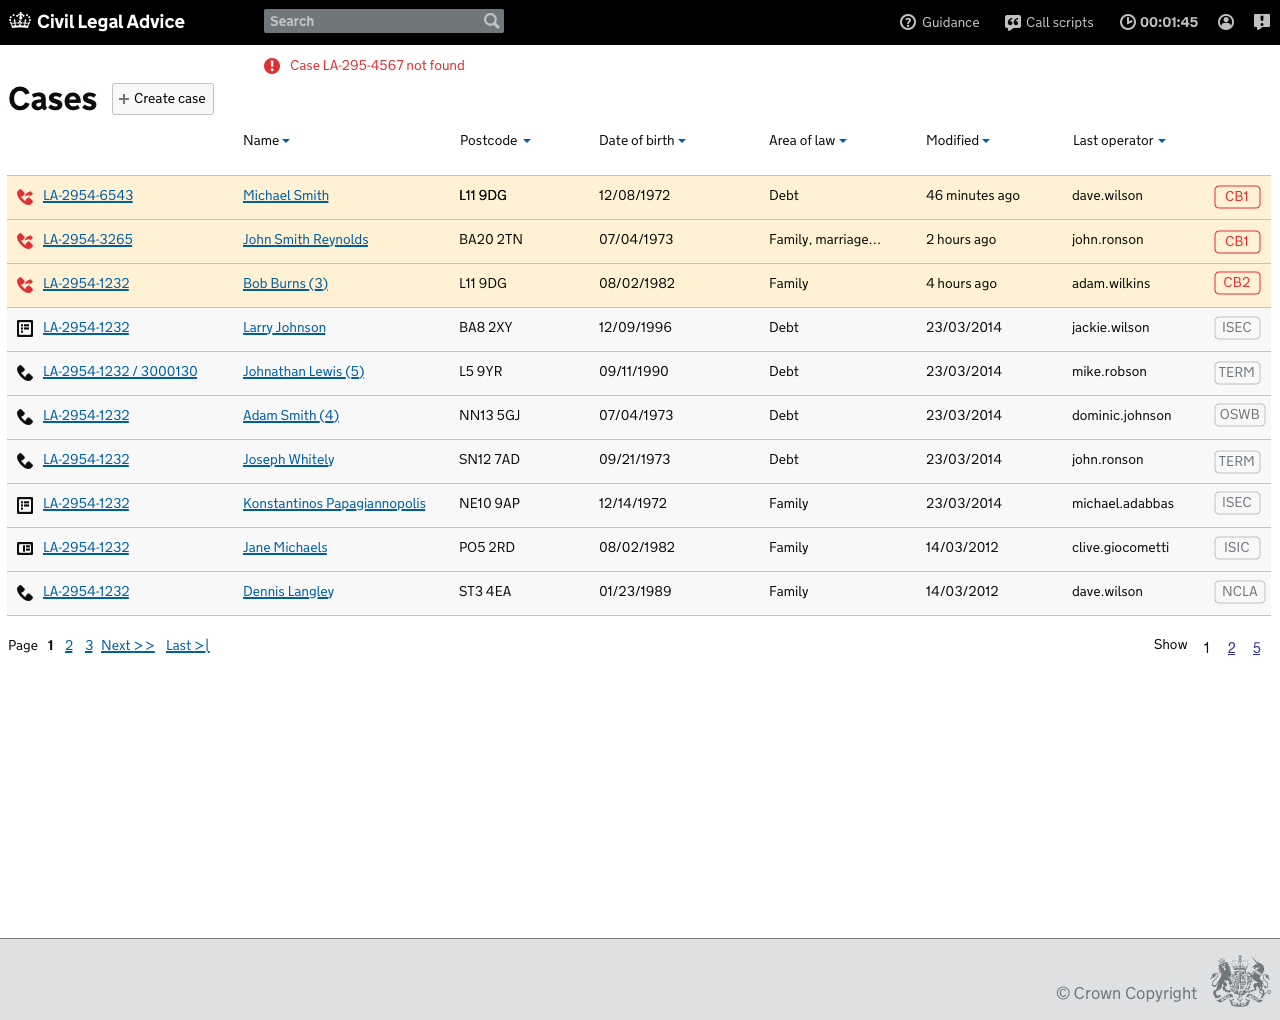 Civil Legal Advice Search Guidance Call scripts 00:01:45
Case LA-295-4567 not found
Cases + Create case
Name Postcode Date of birth Area of law Modified Last operator
LA-2954-6543 Michael Smith L11 9DG 12/08/1972 Debt 46 minutes ago dave.wilson CB1
LA-2954-3265 John Smith Reynolds BA20 2TN 07/04/1973 Family, marriage... 2 hours ago john.ronson CB1
LA-2954-1232 Bob Burns (3) L11 9DG 08/02/1982 Family 4 hours ago adam.wilkins CB2
LA-2954-1232 Larry Johnson BA8 2XY 12/09/1996 Debt 23/03/2014 jackie.wilson ISEC
LA-2954-1232 / 3000130 Johnathan Lewis (5) L5 9YR 09/11/1990 Debt 23/03/2014 mike.robson TERM
LA-2954-1232 Adam Smith (4) NN13 5GJ 07/04/1973 Debt 23/03/2014 dominic.johnson OSWB
LA-2954-1232 Joseph Whitely SN12 7AD 09/21/1973 Debt 23/03/2014 john.ronson TERM
LA-2954-1232 Konstantinos Papagiannopolis NE10 9AP 12/14/1972 Family 23/03/2014 michael.adabbas ISEC
LA-2954-1232 Jane Michaels PO5 2RD 08/02/1982 Family 14/03/2012 clive.giocometti ISIC
LA-2954-1232 Dennis Langley ST3 4EA 01/23/1989 Family 14/03/2012 dave.wilson NCLA
Page 1 2 3 Next >> Last >| Show 1 2 5
© Crown Copyright